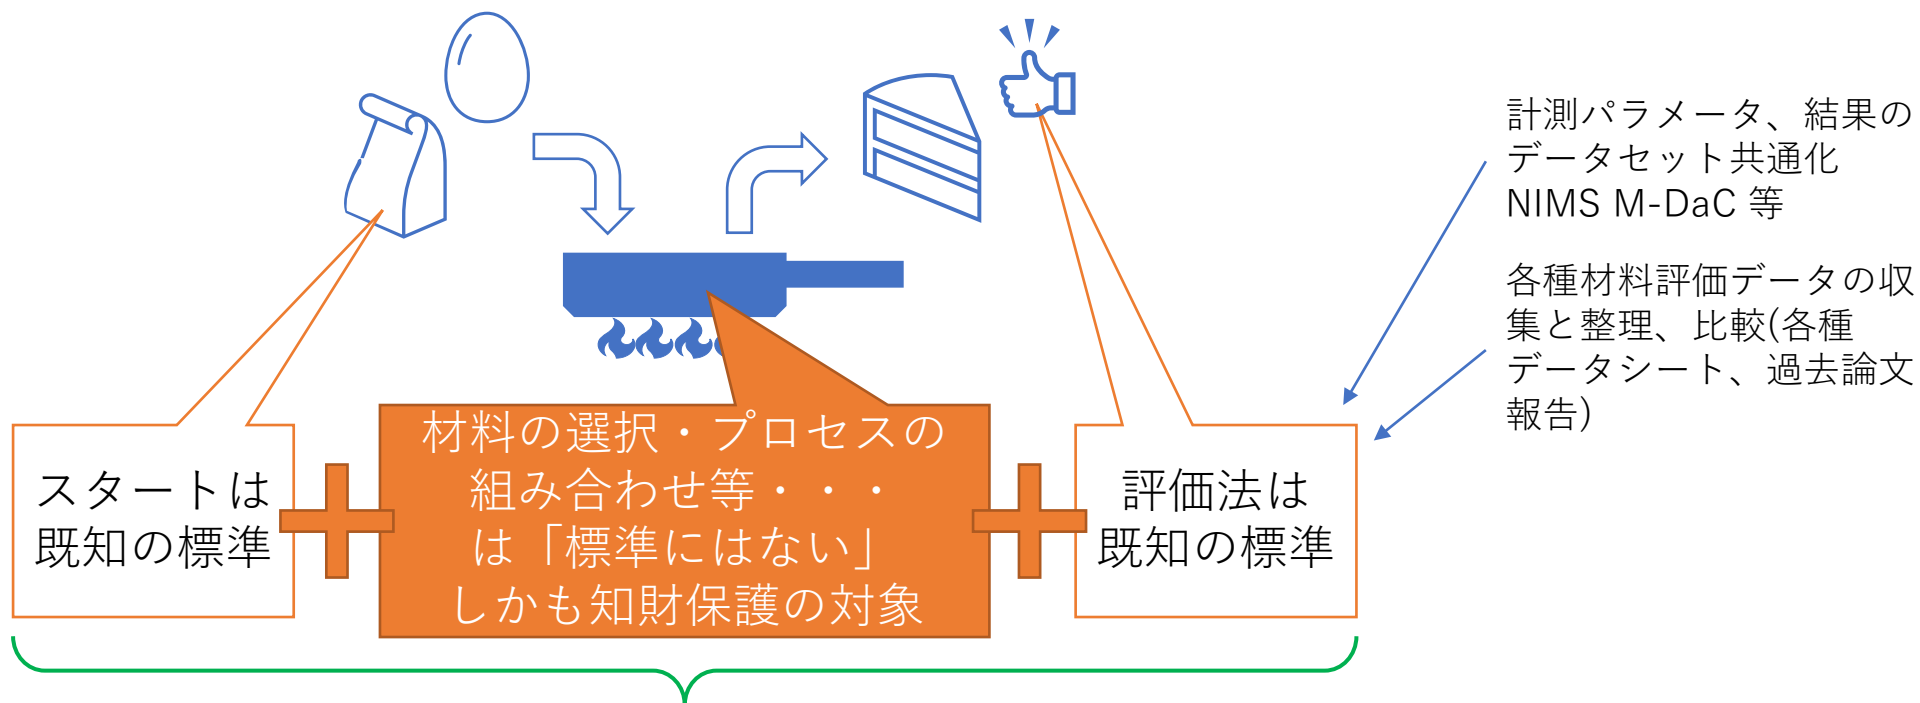 計測パラメータ、結果の
データセット共通化
NIMS M-DaC 等
各種材料評価データの収
集と整理、比較(各種
データシート、過去論文
報告)
スタートは
既知の標準
材料の選択・プロセスの
組み合わせ等・・・
は「標準にはない」
しかも知財保護の対象
評価法は
既知の標準